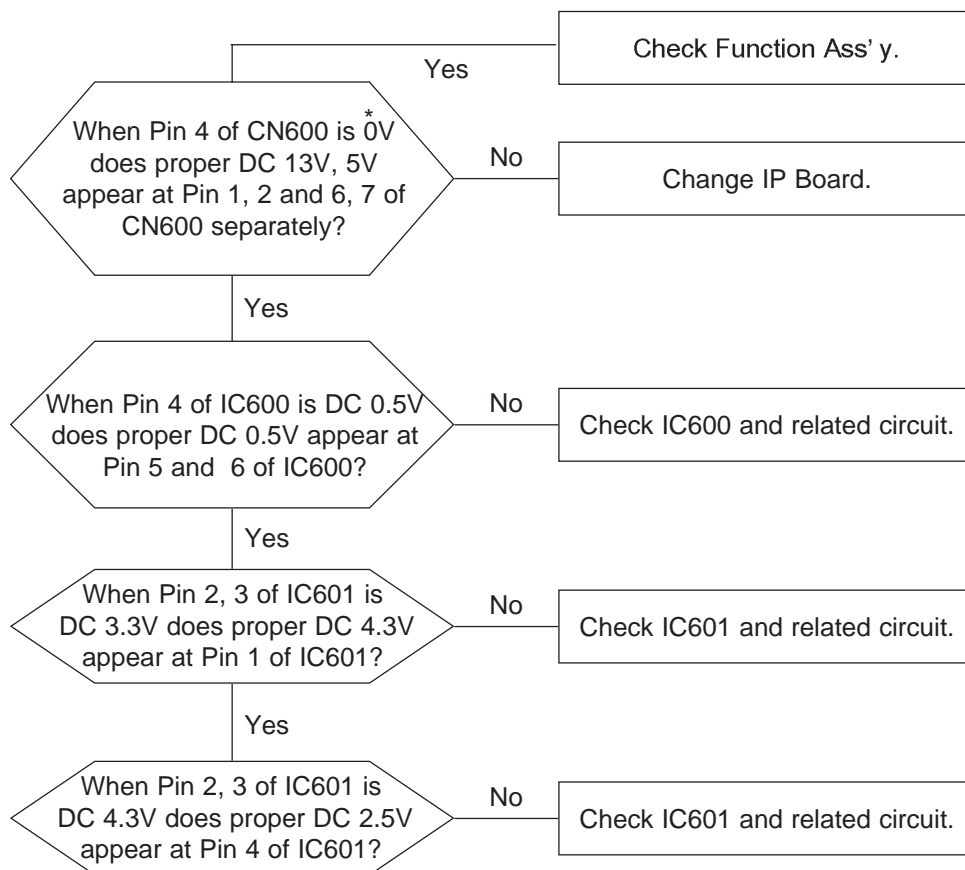 Check Function Ass' y.
Yes
When Pin 4 of CN600 is 0*V
does proper DC 13V, 5V
appear at Pin 1, 2 and 6, 7 of
CN600 separately?
No
Change IP Board.
Yes
When Pin 4 of IC600 is DC 0.5V
does proper DC 0.5V appear at
Pin 5 and 6 of IC600?
No
Check IC600 and related circuit.
Yes
When Pin 2, 3 of IC601 is
DC 3.3V does proper DC 4.3V
appear at Pin 1 of IC601?
No
Check IC601 and related circuit.
Yes
When Pin 2, 3 of IC601 is
DC 4.3V does proper DC 2.5V
appear at Pin 4 of IC601?
No
Check IC601 and related circuit.